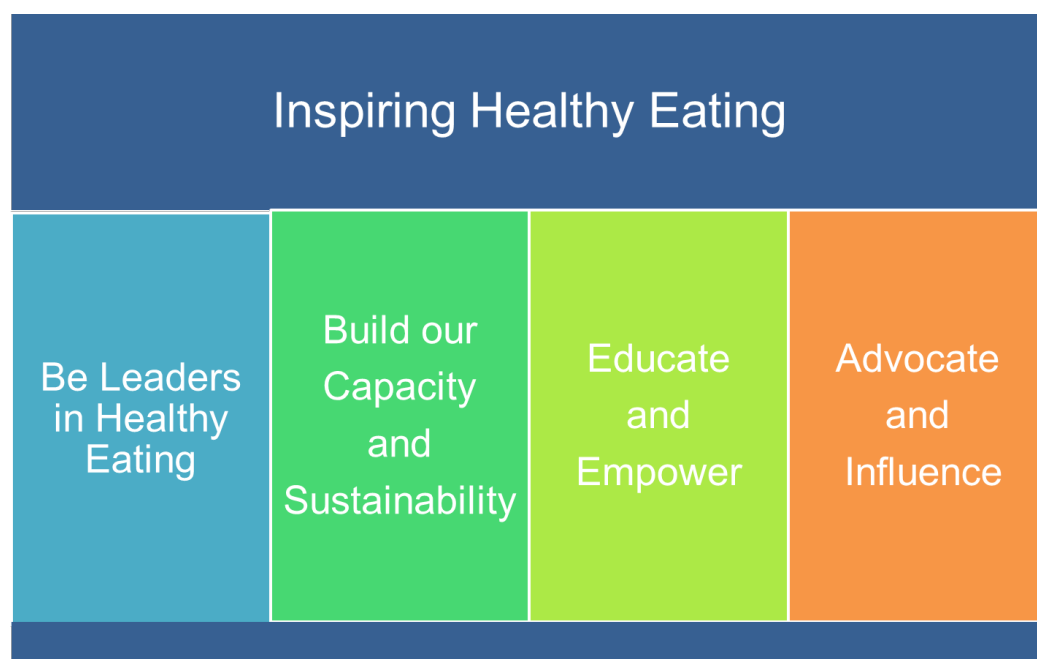 Inspiring Healthy Eating
Be Leaders
in Healthy
Eating
Build our
Capacity
and
Sustainability
Educate
and
Empower
Advocate
and
Influence